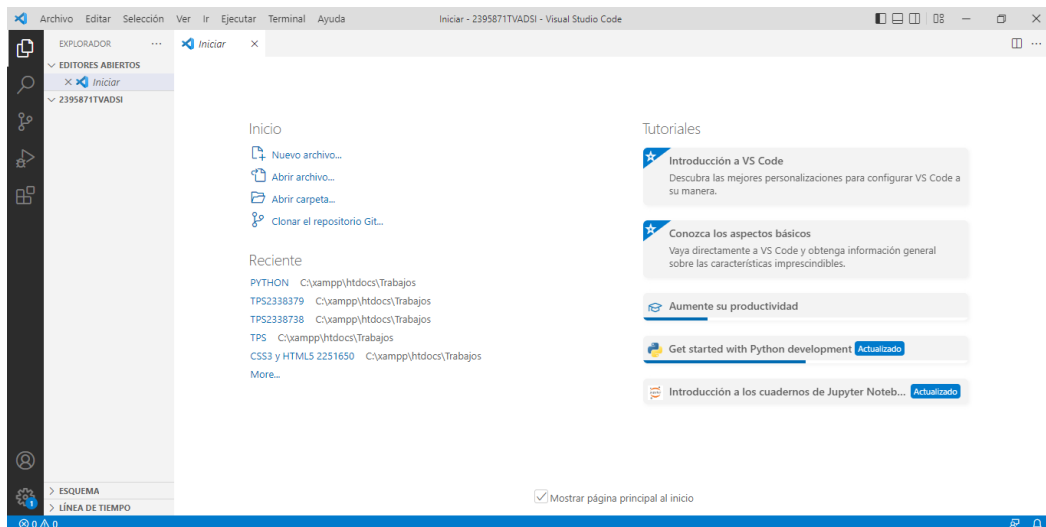 Archivo Editar Selección Ver Ir Ejecutar Terminal Ayuda
Iniciar - 2395871TVADSI - Visual Studio Code
EXPLORADOR
EDITORES ABIERTOS
Iniciar
2395871TVADSI
ESQUEMA
LÍNEA DE TIEMPO
Iniciar
Inicio
Nuevo archivo...
Abrir archivo...
Abrir carpeta...
Clonar el repositorio Git...
Reciente
PYTHON C:\xampp\htdocs\Trabajos
TPS2338379 C:\xampp\htdocs\Trabajos
TPS2338738 C:\xampp\htdocs\Trabajos
TPS C:\xampp\htdocs\Trabajos
CSS3 y HTML5 2251650 C:\xampp\htdocs\Trabajos
More...
Tutoriales
Introducción a VS Code
Descubra las mejores personalizaciones para configurar VS Code a
su manera.
Conozca los aspectos básicos
Vaya directamente a VS Code y obtenga información general
sobre las características imprescindibles.
Aumente su productividad
Get started with Python development Actualizado
Introducción a los cuadernos de Jupyter Noteb... Actualizado
Mostrar página principal al inicio
1
0 0